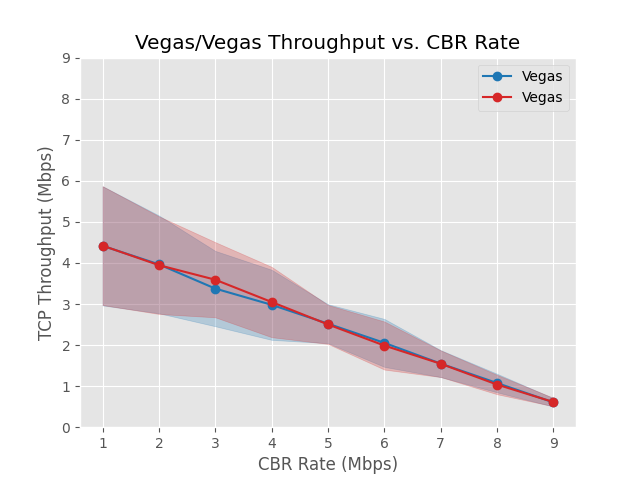 Vegas/Vegas Throughput vs. CBR Rate
Vegas
Vegas
TCP Throughput (Mbps)
9
8
7
6
5
4
3
2
1
0
1 2 3 4 5 6 7 8 9
CBR Rate (Mbps)